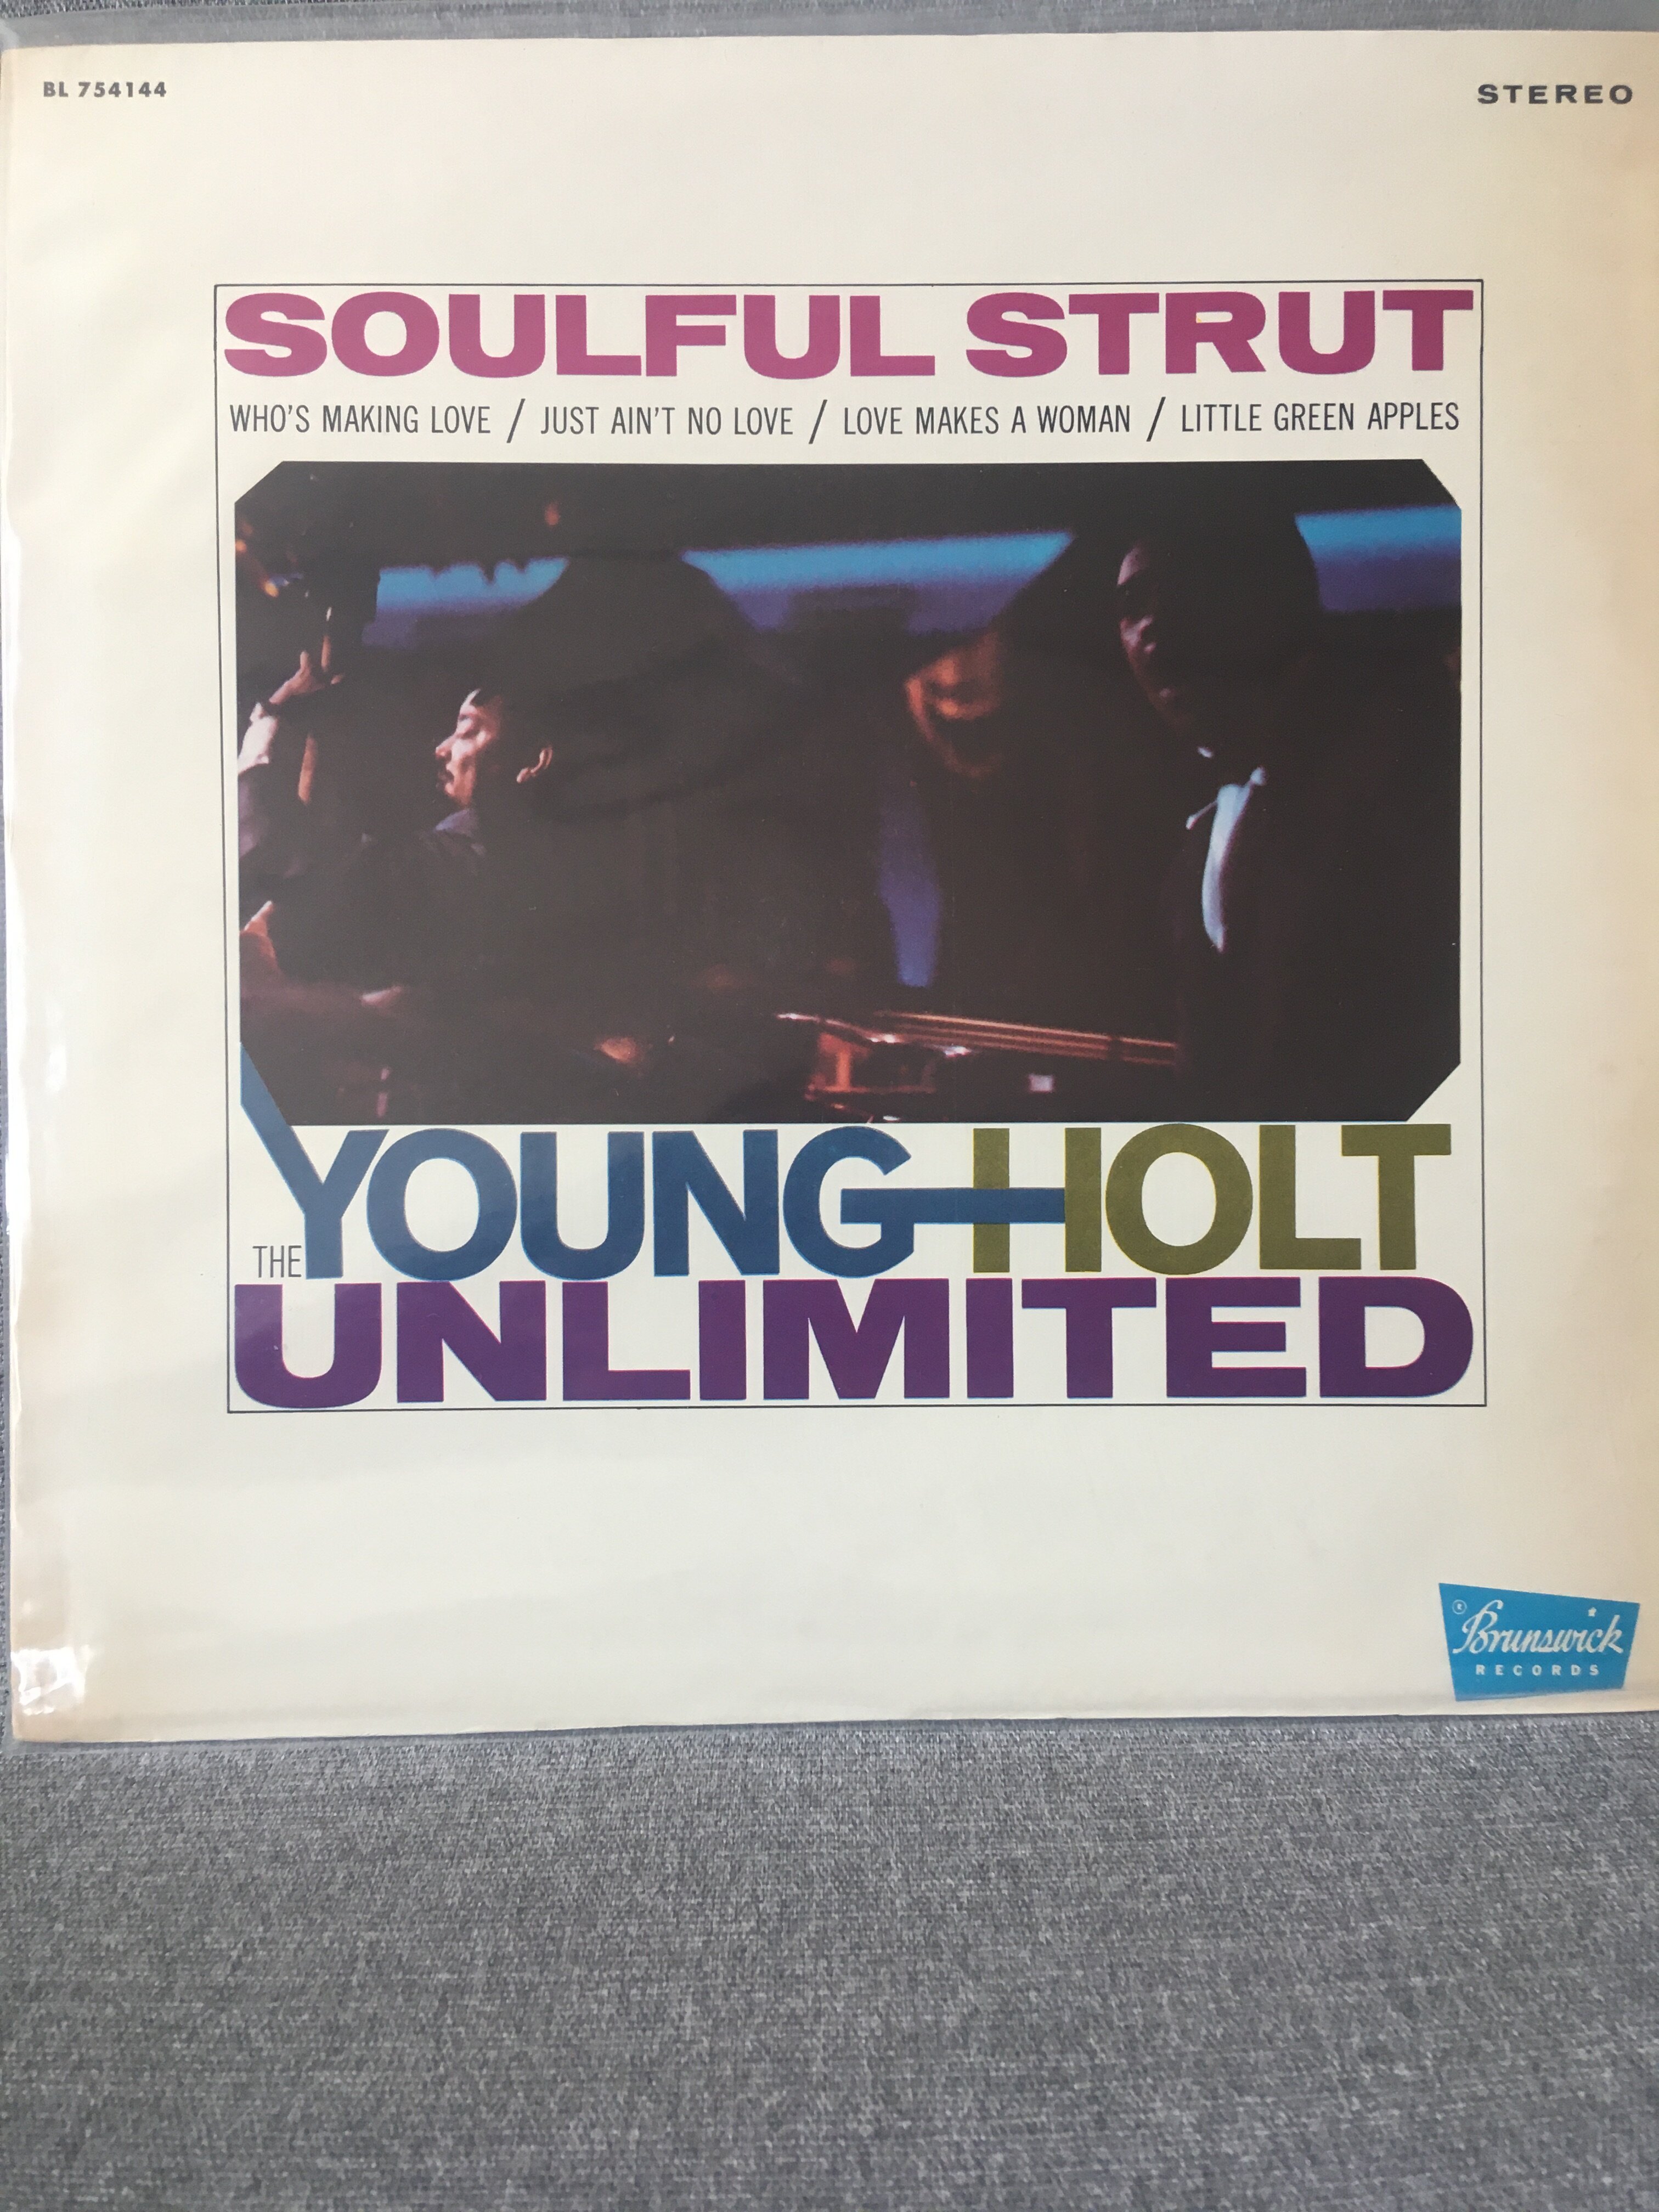 BL 754144
STEREO
SOULFUL STRUT
WHO'S MAKING LOVE / JUST AIN'T NO LOVE / LOVE MAKES A WOMAN / LITTLE GREEN APPLES
THE YOUNG-HOLT
UNLIMITED
® Brunswick
RECORDS